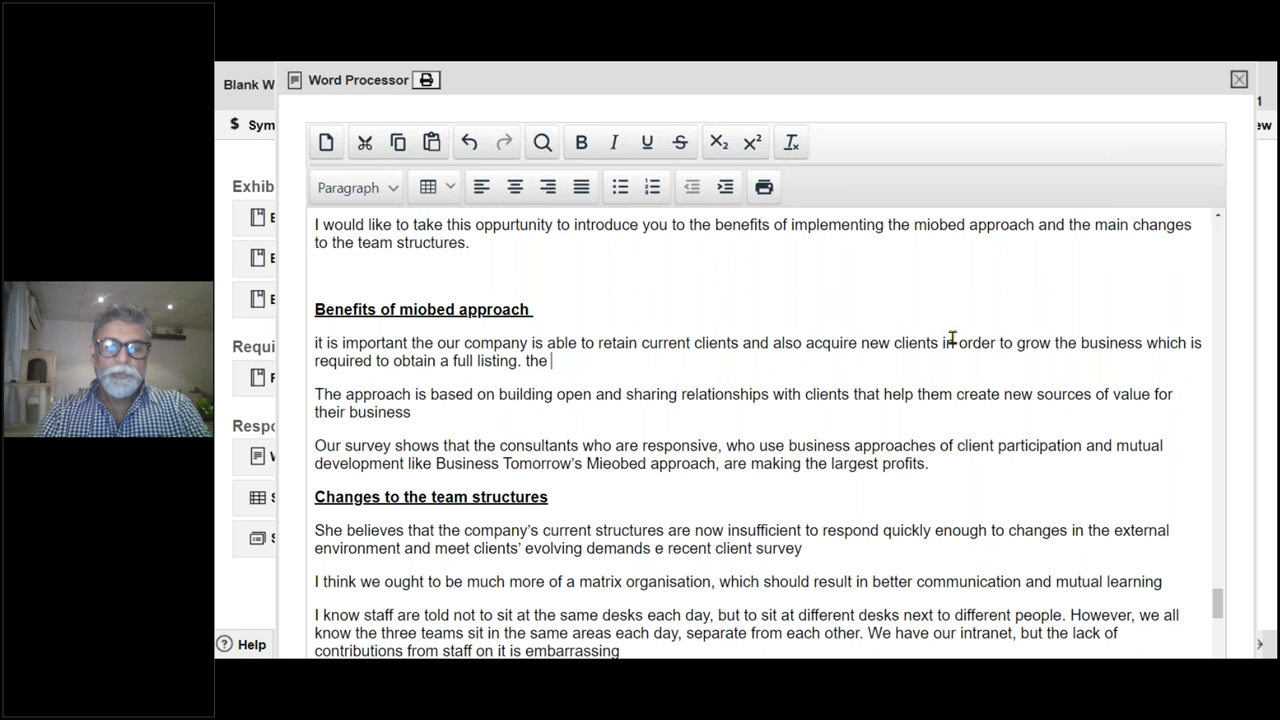 Blank W
Word Processor
1
$ Sym
ew
Paragraph
Exhib
E
E
E
Requi
F
Respo
W
S
S
Help
I would like to take this oppurtunity to introduce you to the benefits of implementing the miobed approach and the main changes
to the team structures.
Benefits of miobed approach
it is important the our company is able to retain current clients and also acquire new clients in order to grow the business which is
required to obtain a full listing. the
The approach is based on building open and sharing relationships with clients that help them create new sources of value for
their business
Our survey shows that the consultants who are responsive, who use business approaches of client participation and mutual
development like Business Tomorrow's Mieobed approach, are making the largest profits.
Changes to the team structures
She believes that the company's current structures are now insufficient to respond quickly enough to changes in the external
environment and meet clients' evolving demands e recent client survey
I think we ought to be much more of a matrix organisation, which should result in better communication and mutual learning
I know staff are told not to sit at the same desks each day, but to sit at different desks next to different people. However, we all
know the three teams sit in the same areas each day, separate from each other. We have our intranet, but the lack of
contributions from staff on it is embarrassing